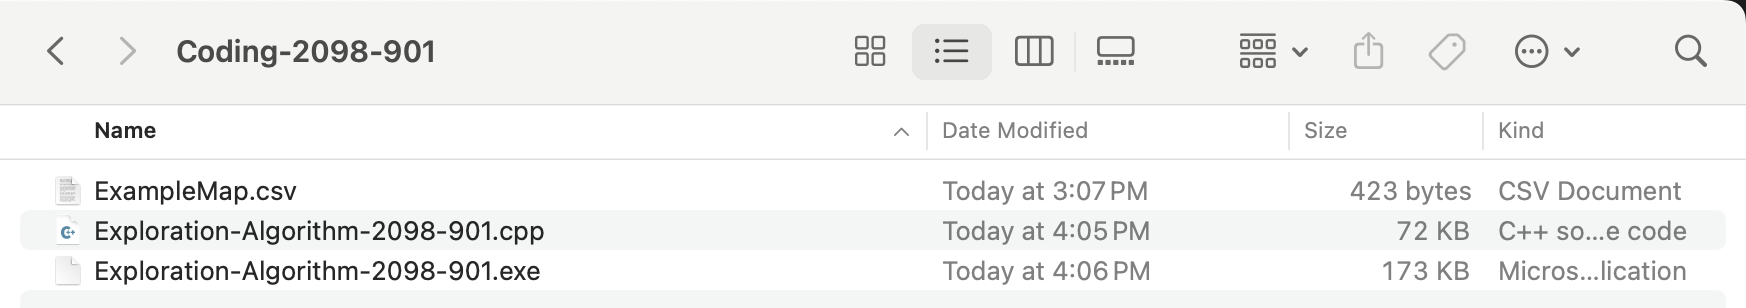 Coding-2098-901
Name Date Modified Size Kind
ExampleMap.csv Today at 3:07 PM 423 bytes CSV Document
Exploration-Algorithm-2098-901.cpp Today at 4:05 PM 72 KB C++ so...e code
Exploration-Algorithm-2098-901.exe Today at 4:06 PM 173 KB Micros...lication